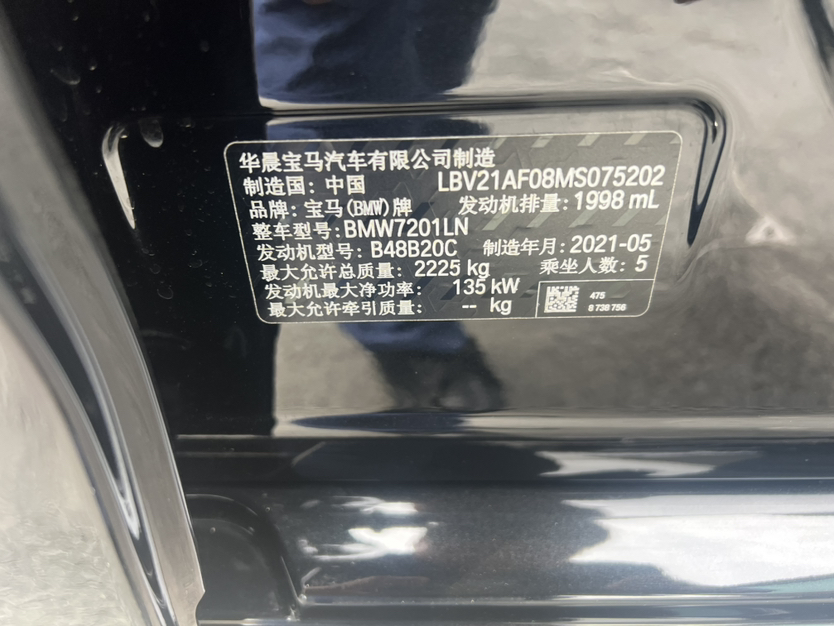 华晨宝马汽车有限公司制造
制造国: 中国 LBV21AF08MS075202
品牌: 宝马(BMW)牌 发动机排量: 1998 mL
整车型号: BMW7201LN
发动机型号: B48B20C 制造年月: 2021-05
最大允许总质量: 2225 kg 乘坐人数: 5
发动机最大净功率: 135 kW
最大允许牵引质量: -- kg
475
8 738 756